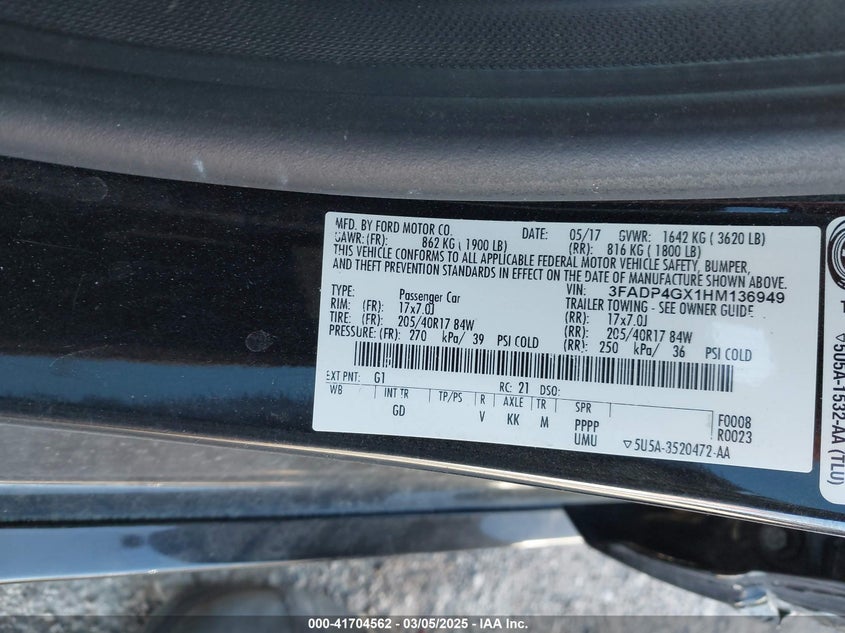 MFD. BY FORD MOTOR CO. DATE: 05/17 GVWR: 1642 KG ( 3620 LB)
GAWR: (FR): 862 KG ( 1900 LB) (RR): 816 KG ( 1800 LB)
THIS VEHICLE CONFORMS TO ALL APPLICABLE FEDERAL MOTOR VEHICLE SAFETY, BUMPER,
AND THEFT PREVENTION STANDARDS IN EFFECT ON THE DATE OF MANUFACTURE SHOWN ABOVE.
VIN: 3FADP4GX1HM136949
TYPE: Passenger Car TRAILER TOWING - SEE OWNER GUIDE
RIM: (FR): 17x7.0J (RR): 17x7.0J
TIRE: (FR): 205/40R17 84W (RR): 205/40R17 84W
PRESSURE: (FR): 270 kPa/ 39 PSI COLD (RR): 250 kPa/ 36 PSI COLD
EXT PNT: G1 RC: 21 DSO:
WB INT TR TP/PS R AXLE TR SPR F0008
GD V KK M PPPP R0023
UMU ▽5U5A-3520472-AA
▽5U5A-1532-AA (TLU)
000-41704562 - 03/05/2025 - IAA Inc.